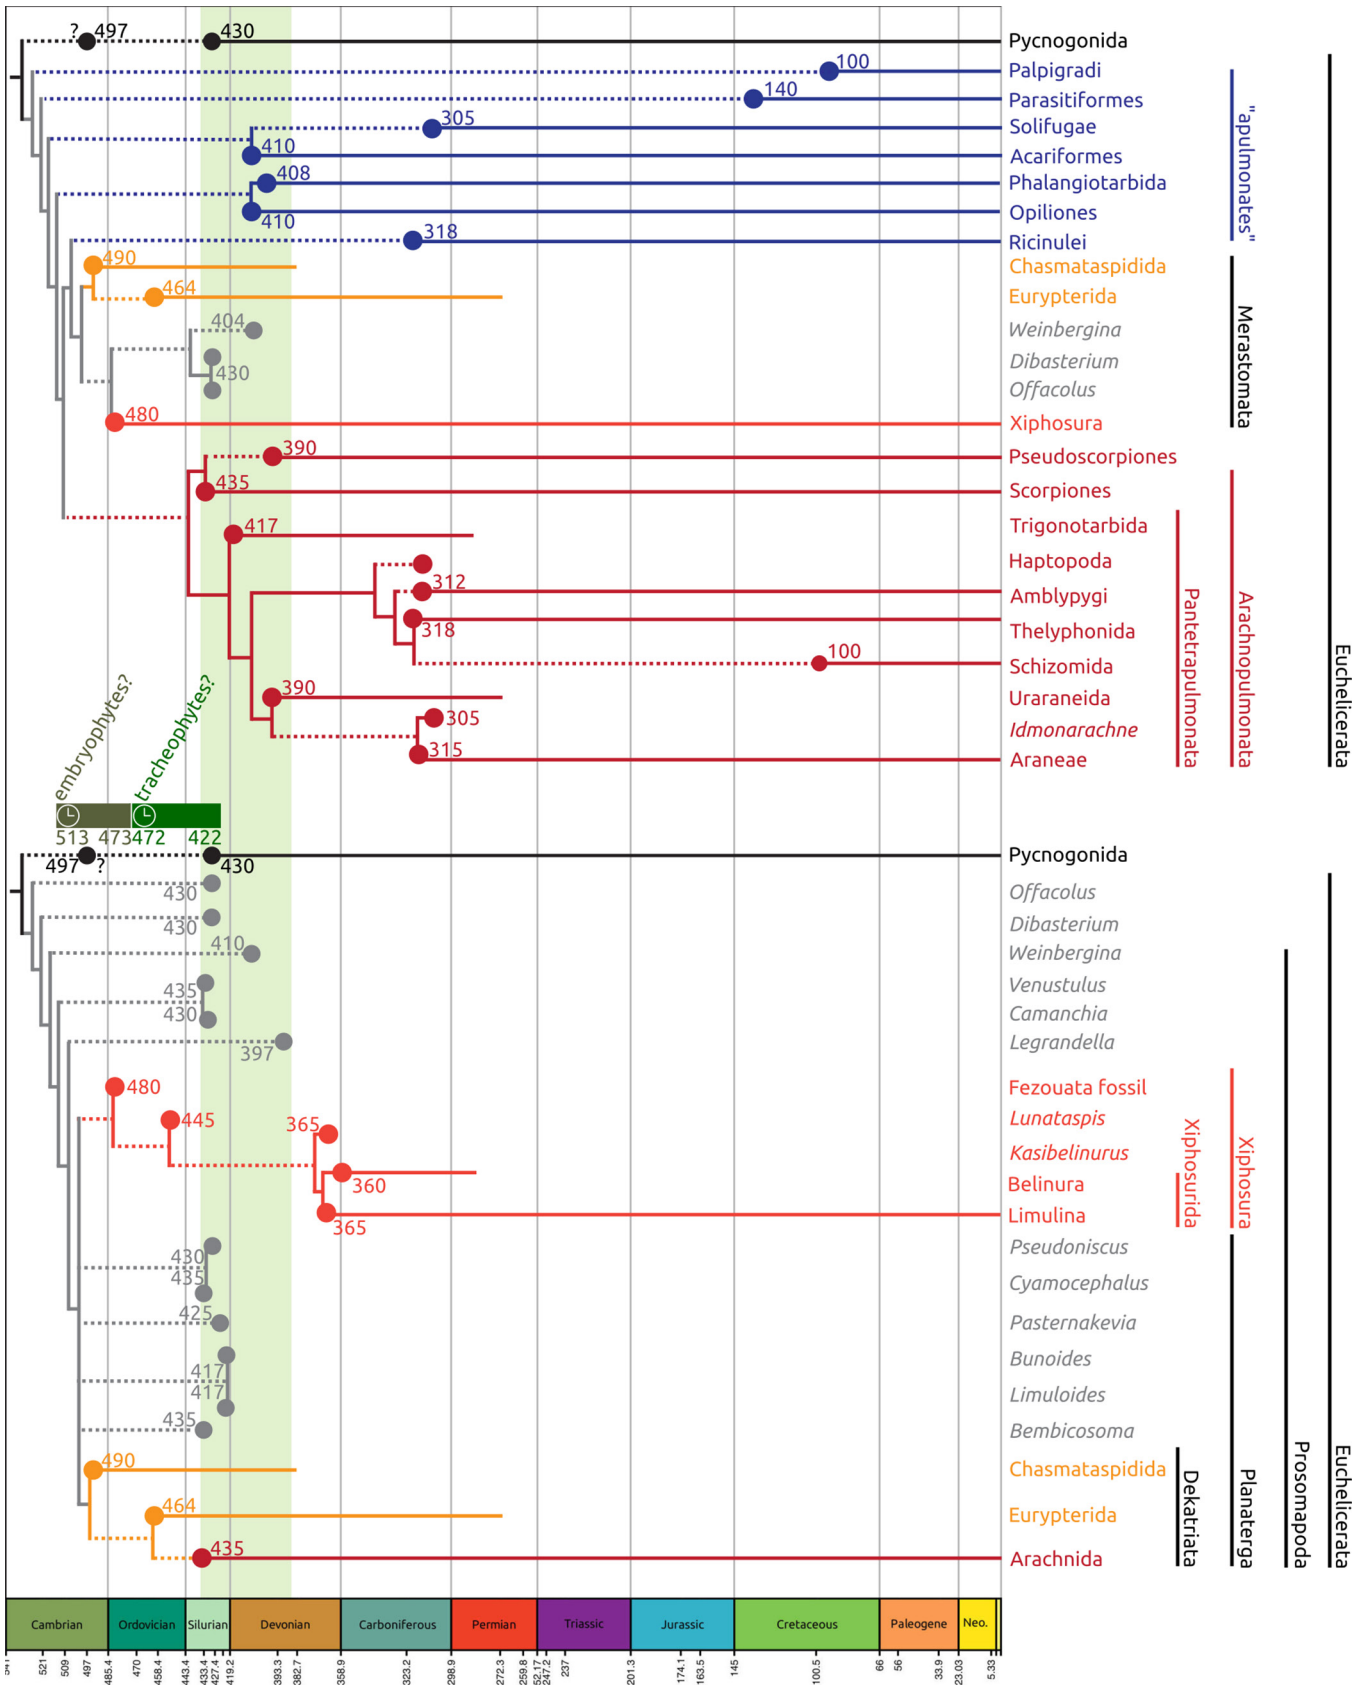 ? 497 430 Pycnogonida
100 Palpigradi
140 Parasitiformes
305 Solifugae
410 Acariformes
408 Phalangiotarbida
410 Opiliones
318 Ricinulei
"apulmonates"
490 Chasmataspidida
464 Eurypterida
404 Weinbergina
Dibasterium
430
Offacolus
480 Xiphosura
Merastomata
390 Pseudoscorpiones
435 Scorpiones
417 Trigonotarbida
Haptopoda
312 Amblypygi
318 Thelyphonida
100 Schizomida
390 Uraraneida
305 Idmonarachne
315 Araneae
Pantetrapulmonata
Arachnopulmonata
Euchelicerata
embryophytes?
tracheophytes?
513 473 472 422
497 ? 430 Pycnogonida
430 Offacolus
430 Dibasterium
410 Weinbergina
435 Venustulus
430 Camanchia
397 Legrandella
480 Fezouata fossil
445 Lunataspis
365 Kasibelinurus
360 Belinura
365 Limulina
Xiphosurida
Xiphosura
430 Pseudoniscus
435 Cyamocephalus
425 Pasternakevia
417 Bunoides
417 Limuloides
435 Bembicosoma
490 Chasmataspidida
464 Eurypterida
435 Arachnida
Dekatriata
Planaterga
Prosomapoda
Euchelicerata
Cambrian Ordovician Silurian Devonian Carboniferous Permian Triassic Jurassic Cretaceous Paleogene Neo.
521 509 497 485.4 470 458.4 443.4 433.4 427.4 419.2 393.3 382.7 358.9 323.2 298.9 272.3 259.8 52.17 247.2 237 201.3 174.1 163.5 145 100.5 66 56 33.9 23.03 5.33